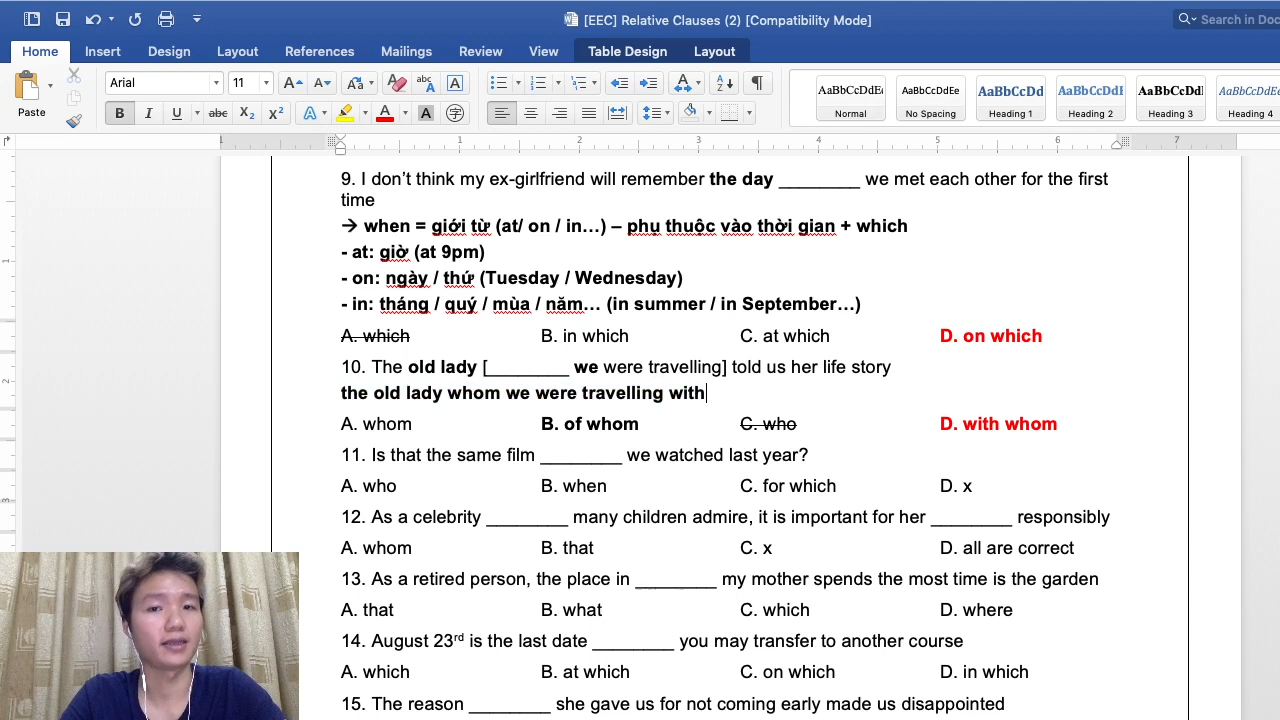 [EEC] Relative Clauses (2) [Compatibility Mode]
Search in Doc
Home Insert Design Layout References Mailings Review View Table Design Layout
Paste Arial 11
Normal No Spacing Heading 1 Heading 2 Heading 3 Heading 4
9. I don’t think my ex-girlfriend will remember the day ________ we met each other for the first
time
→ when = giới từ (at/ on / in…) – phụ thuộc vào thời gian + which
- at: giờ (at 9pm)
- on: ngày / thứ (Tuesday / Wednesday)
- in: tháng / quý / mùa / năm… (in summer / in September…)
A. which B. in which C. at which D. on which
10. The old lady [________ we were travelling] told us her life story
the old lady whom we were travelling with
A. whom B. of whom C. who D. with whom
11. Is that the same film ________ we watched last year?
A. who B. when C. for which D. x
12. As a celebrity ________ many children admire, it is important for her ________ responsibly
A. whom B. that C. x D. all are correct
13. As a retired person, the place in ________ my mother spends the most time is the garden
A. that B. what C. which D. where
14. August 23rd is the last date ________ you may transfer to another course
A. which B. at which C. on which D. in which
15. The reason ________ she gave us for not coming early made us disappointed